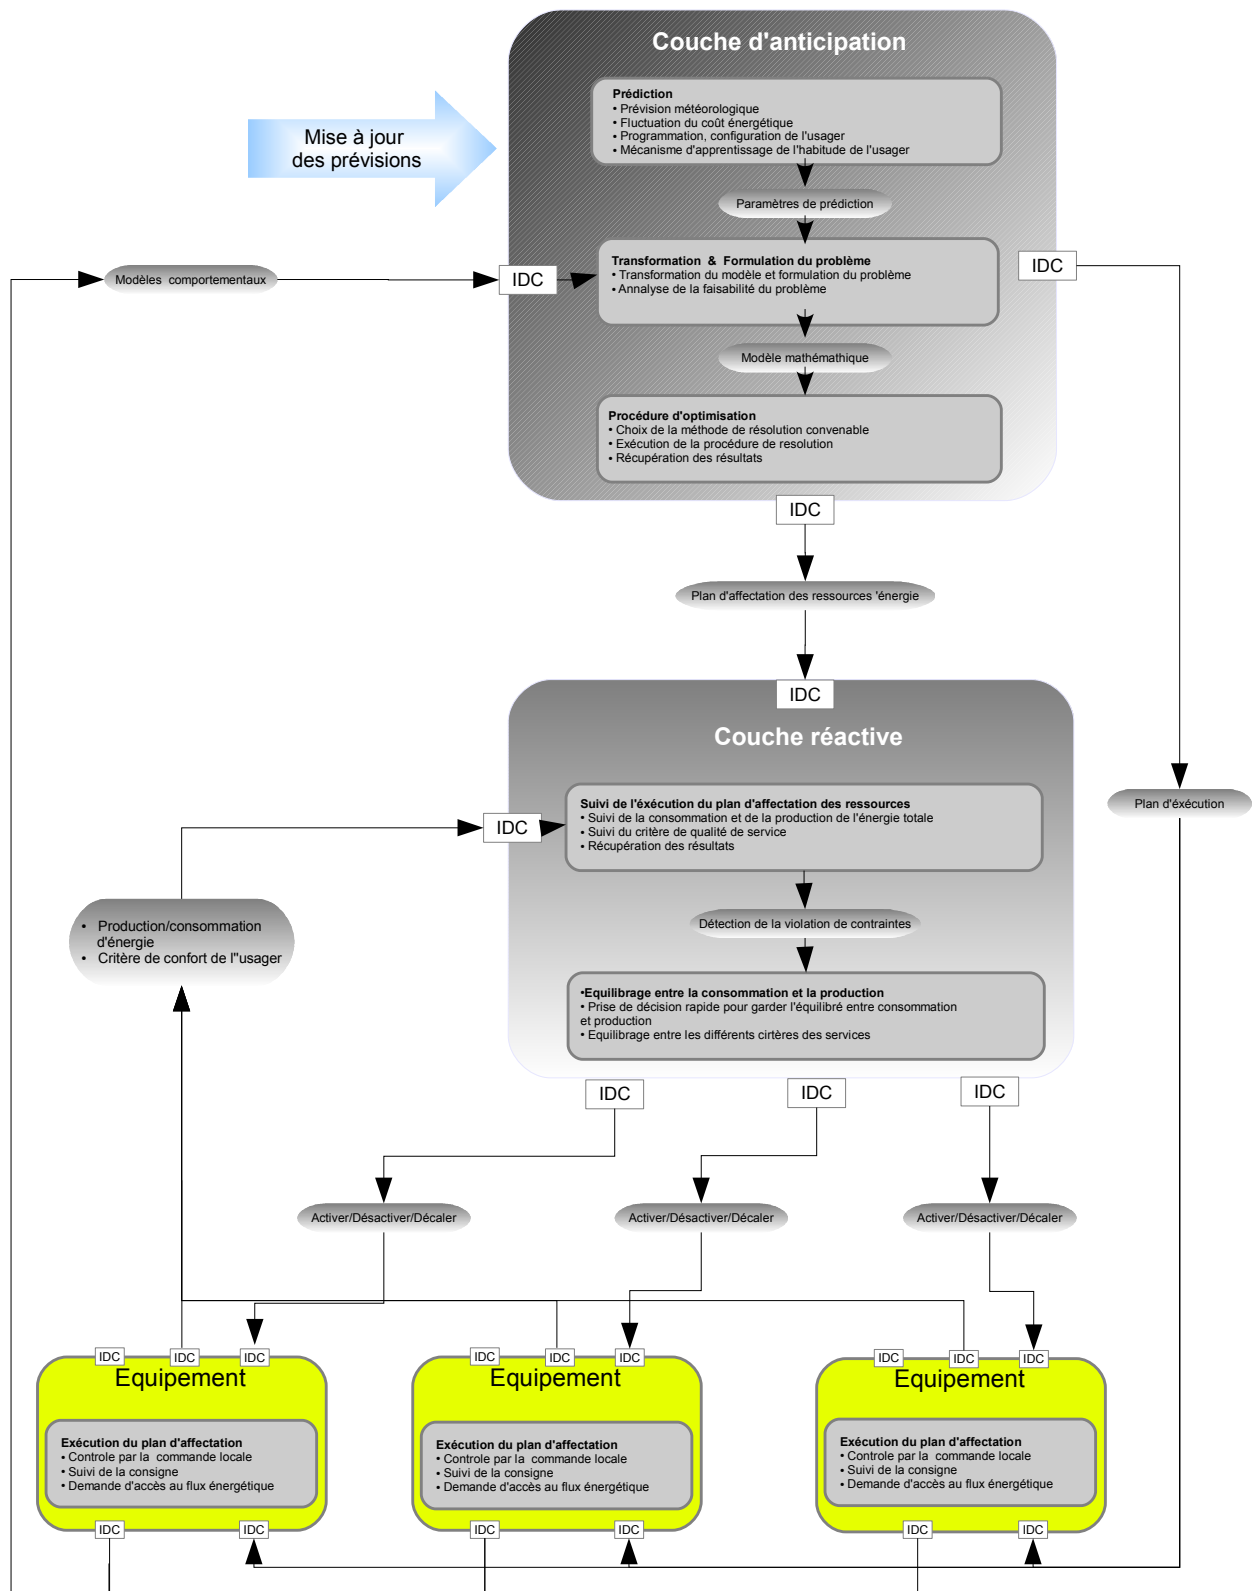 Couche d'anticipation
Prédiction
• Prévision météorologique
• Fluctuation du coût énergétique
• Programmation, configuration de l'usager
• Mécanisme d'apprentissage de l'habitude de l'usager
Mise à jour
des prévisions
Paramètres de prédiction
Modèles comportementaux
IDC
Transformation & Formulation du problème
• Transformation du modèle et formulation du problème
• Annalyse de la faisabilité du problème
IDC
Modèle mathémathique
Procédure d'optimisation
• Choix de la méthode de résolution convenable
• Exécution de la procédure de resolution
• Récupération des résultats
IDC
Plan d'affectation des ressources 'énergie
IDC
Couche réactive
Suivi de l'éxécution du plan d'affectation des ressources
• Suivi de la consommation et de la production de l'énergie totale
• Suivi du critère de qualité de service
• Récupération des résultats
IDC
Plan d'éxécution
Détection de la violation de contraintes
• Production/consommation
d'énergie
• Critère de confort de l''usager
•Equilibrage entre la consommation et la production
• Prise de décision rapide pour garder l'équilibré entre consommation
et production
• Equilibrage entre les différents cirtères des services
IDC
IDC
IDC
Activer/Désactiver/Décaler
Activer/Désactiver/Décaler
Activer/Désactiver/Décaler
IDC
IDC
IDC
Equipement
Exécution du plan d'affectation
• Controle par la commande locale
• Suivi de la consigne
• Demande d'accès au flux énergétique
IDC
IDC
IDC
IDC
IDC
Equipement
Exécution du plan d'affectation
• Controle par la commande locale
• Suivi de la consigne
• Demande d'accès au flux énergétique
IDC
IDC
IDC
IDC
IDC
Equipement
Exécution du plan d'affectation
• Controle par la commande locale
• Suivi de la consigne
• Demande d'accès au flux énergétique
IDC
IDC